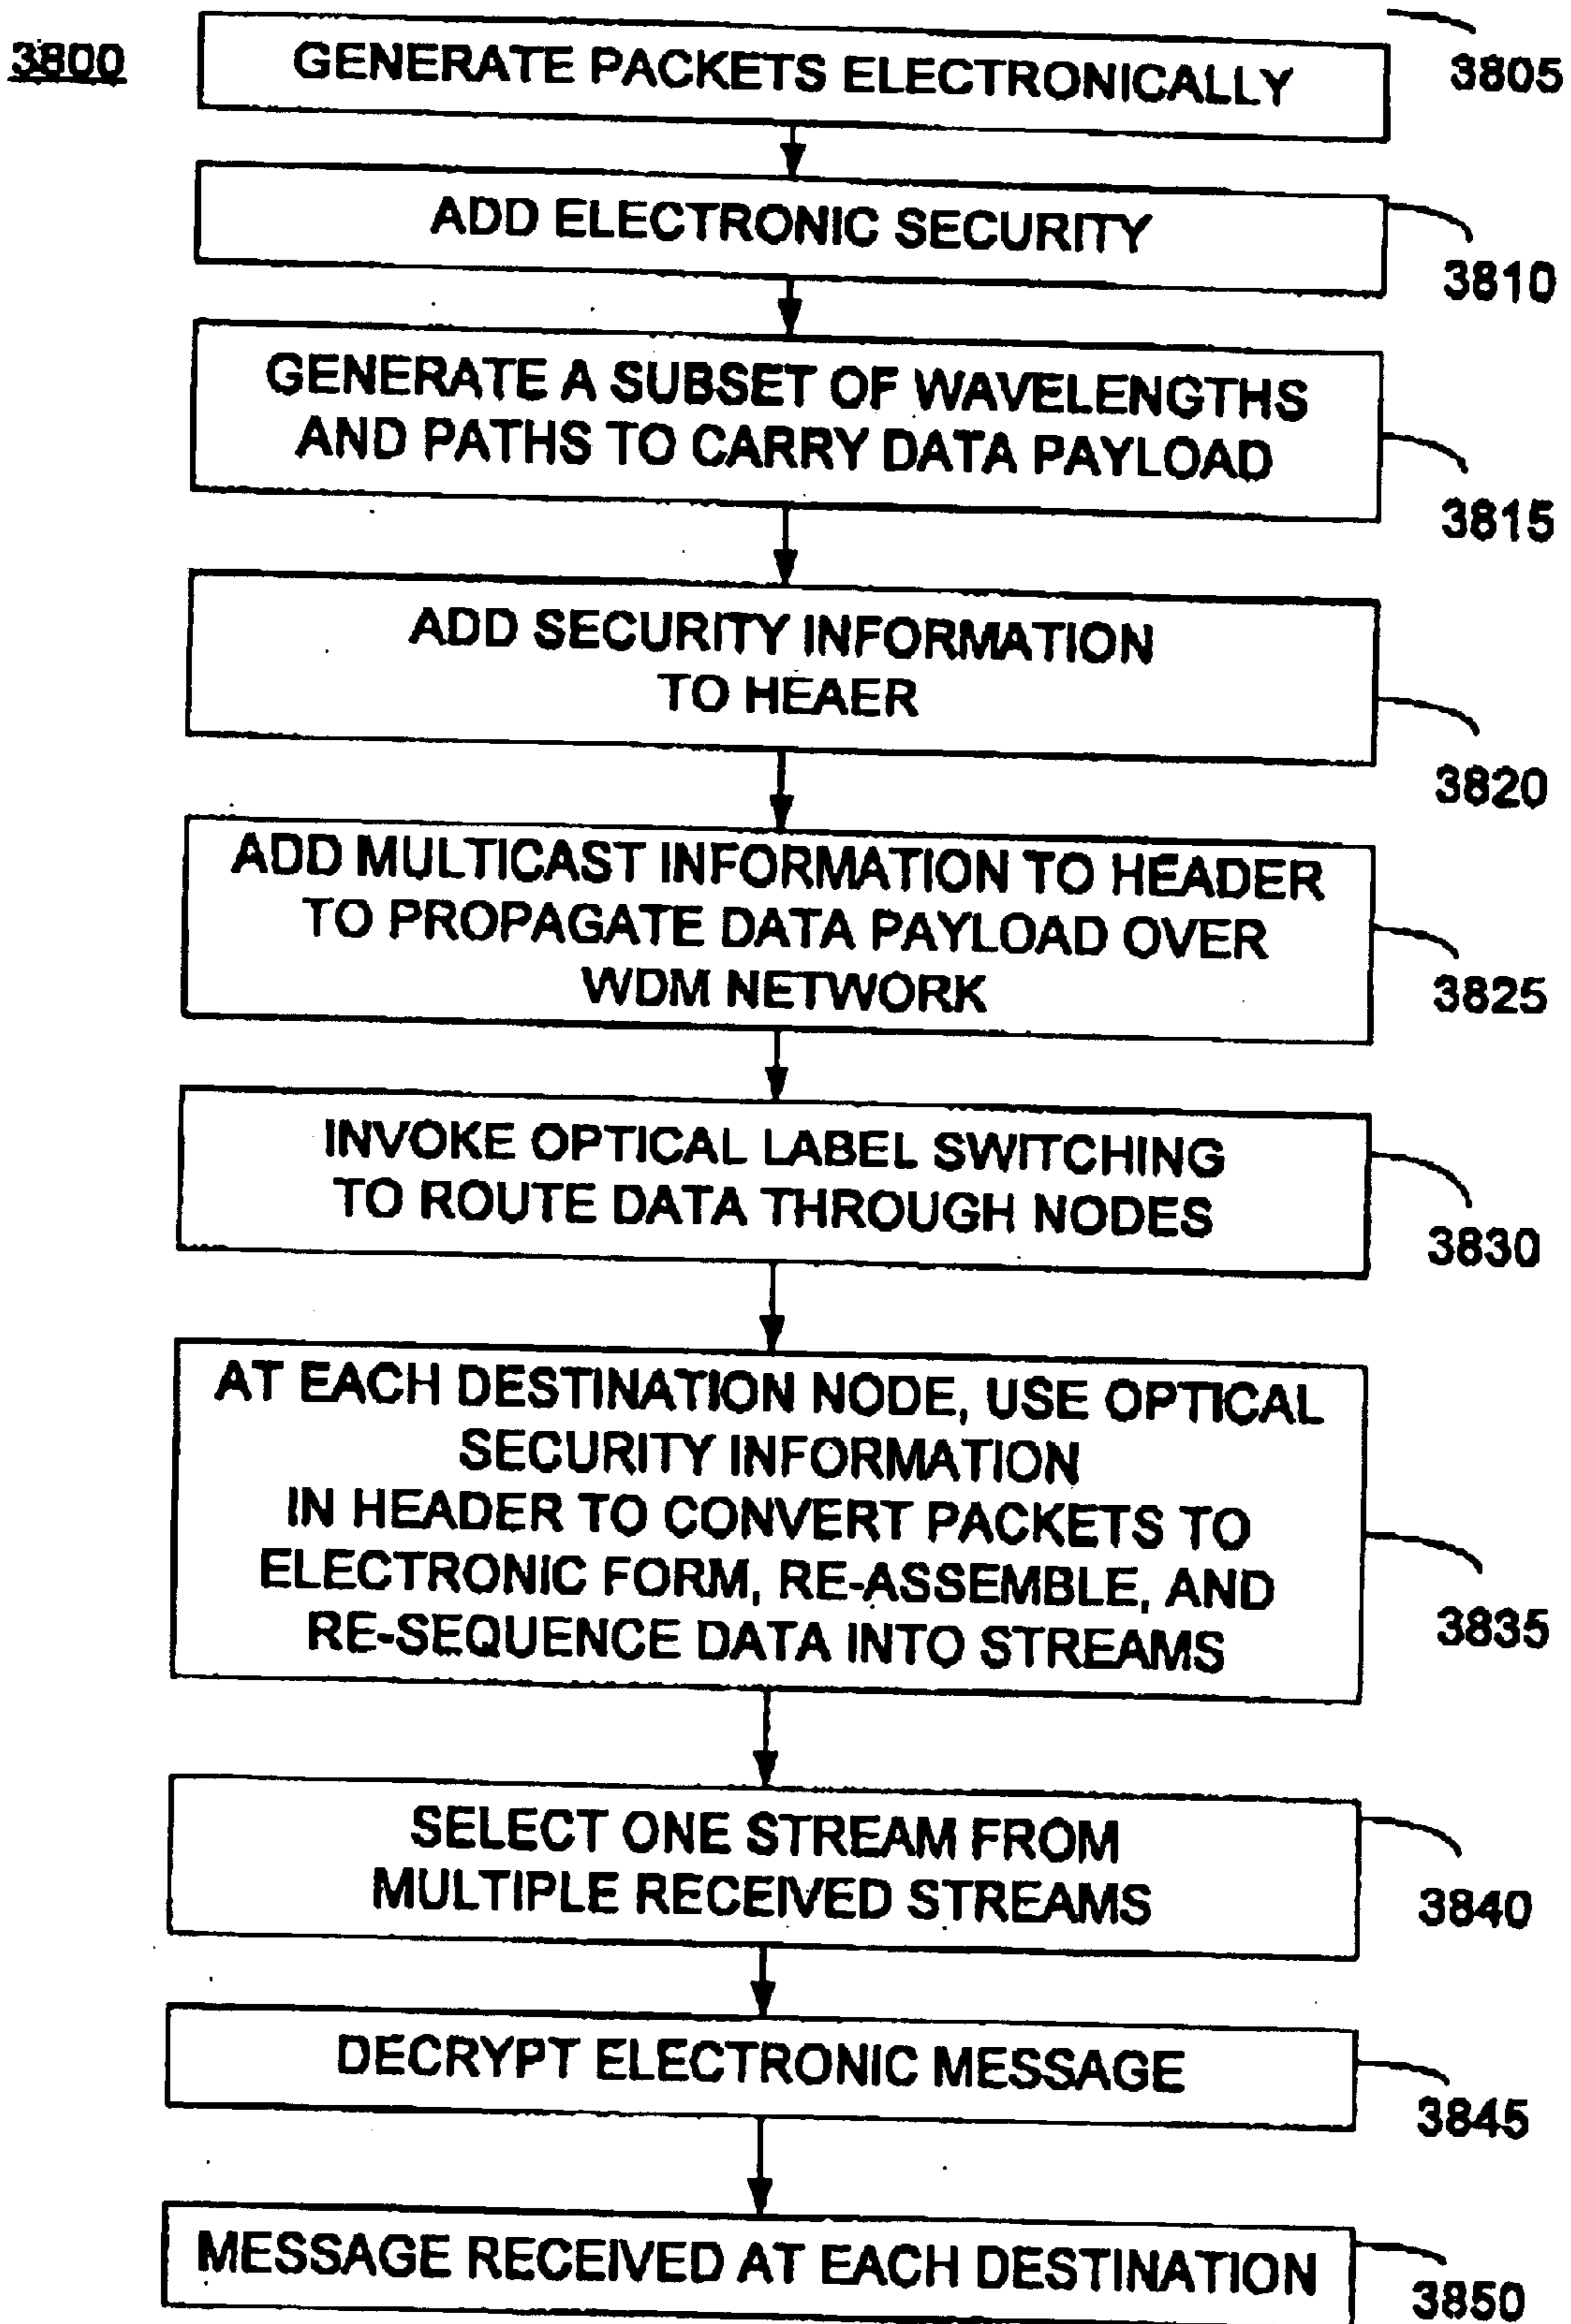 3800
GENERATE PACKETS ELECTRONICALLY
3805
ADD ELECTRONIC SECURITY
3810
GENERATE A SUBSET OF WAVELENGTHS
AND PATHS TO CARRY DATA PAYLOAD
3815
ADD SECURITY INFORMATION
TO HEAER
3820
ADD MULTICAST INFORMATION TO HEADER
TO PROPAGATE DATA PAYLOAD OVER
WDM NETWORK
3825
INVOKE OPTICAL LABEL SWITCHING
TO ROUTE DATA THROUGH NODES
3830
AT EACH DESTINATION NODE, USE OPTICAL
SECURITY INFORMATION
IN HEADER TO CONVERT PACKETS TO
ELECTRONIC FORM, RE-ASSEMBLE, AND
RE-SEQUENCE DATA INTO STREAMS
3835
SELECT ONE STREAM FROM
MULTIPLE RECEIVED STREAMS
3840
DECRYPT ELECTRONIC MESSAGE
3845
MESSAGE RECEIVED AT EACH DESTINATION
3850